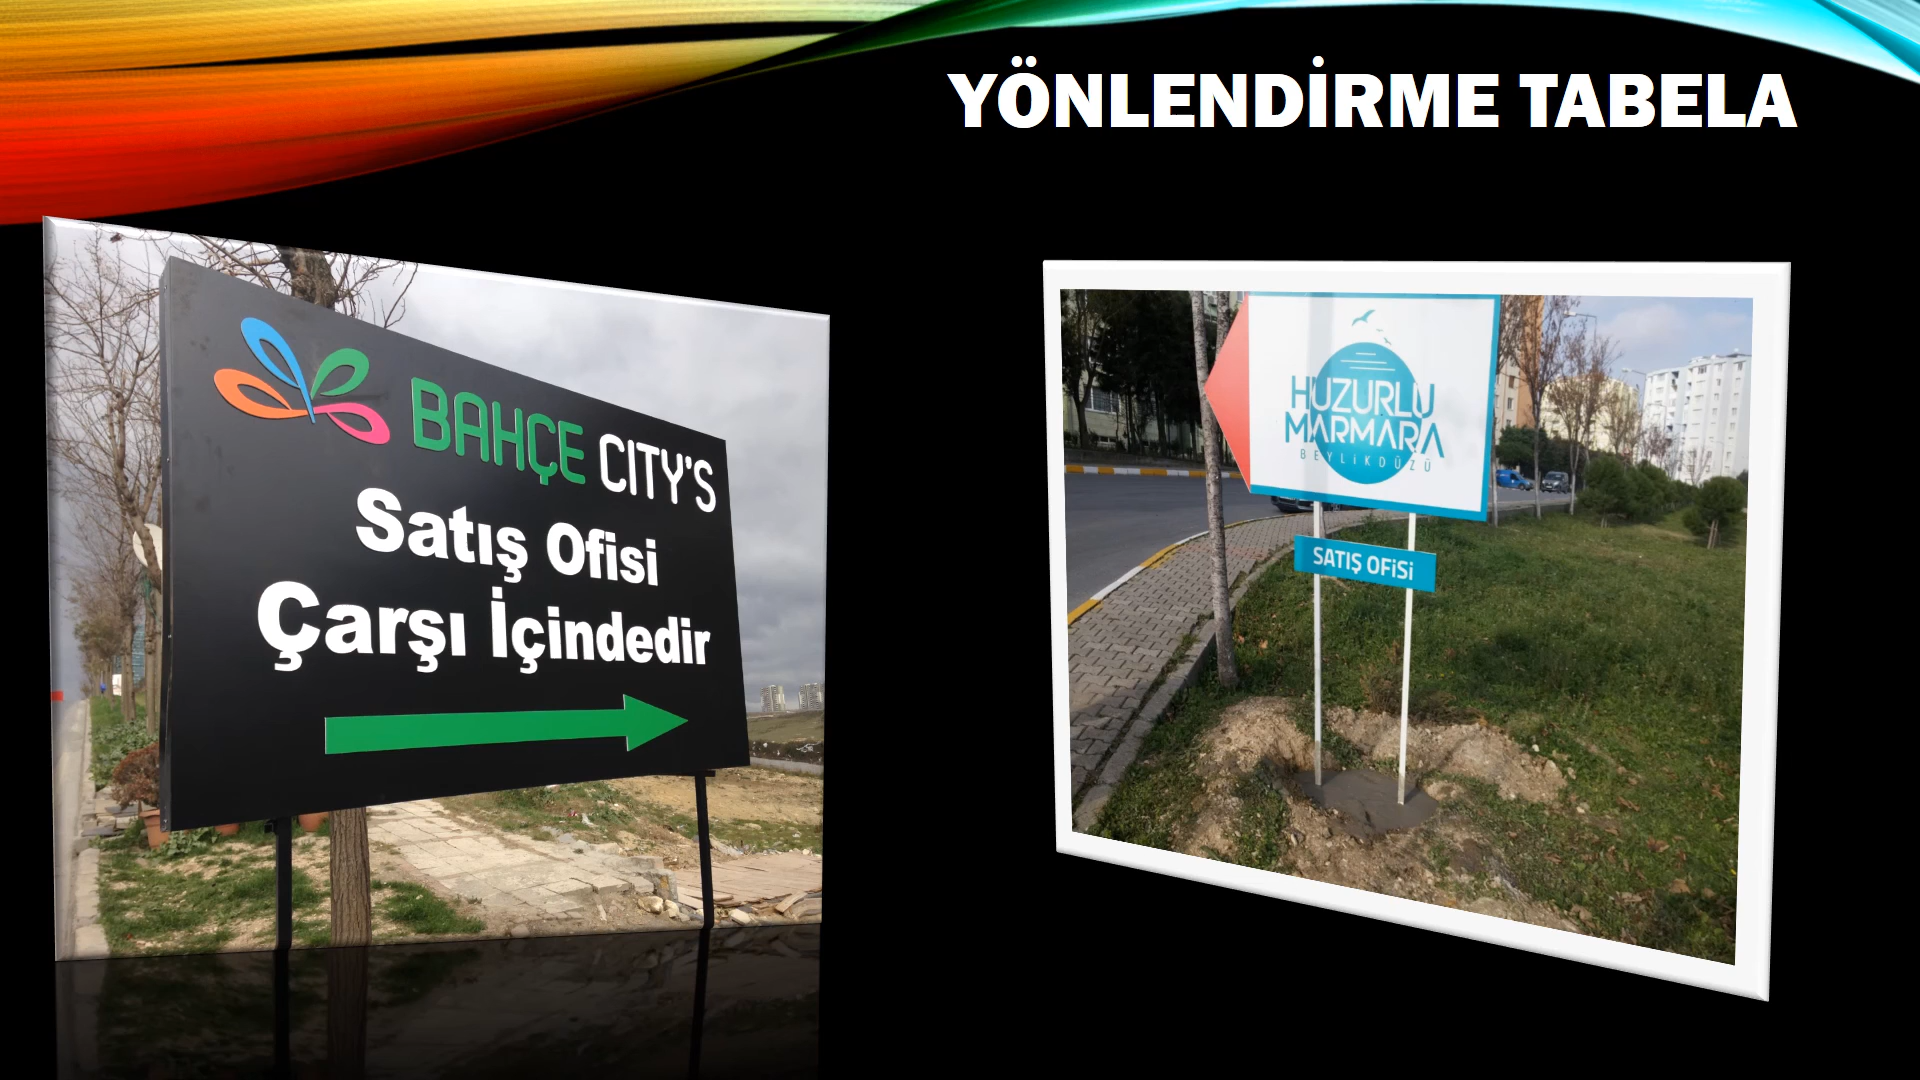 YÖNLENDİRME TABELA
BAHÇE CITY'S
Satış Ofisi
Çarşı İçindedir
HUZURLU
MARMARA
BEYLİKDÜZÜ
SATIŞ OFİSİ